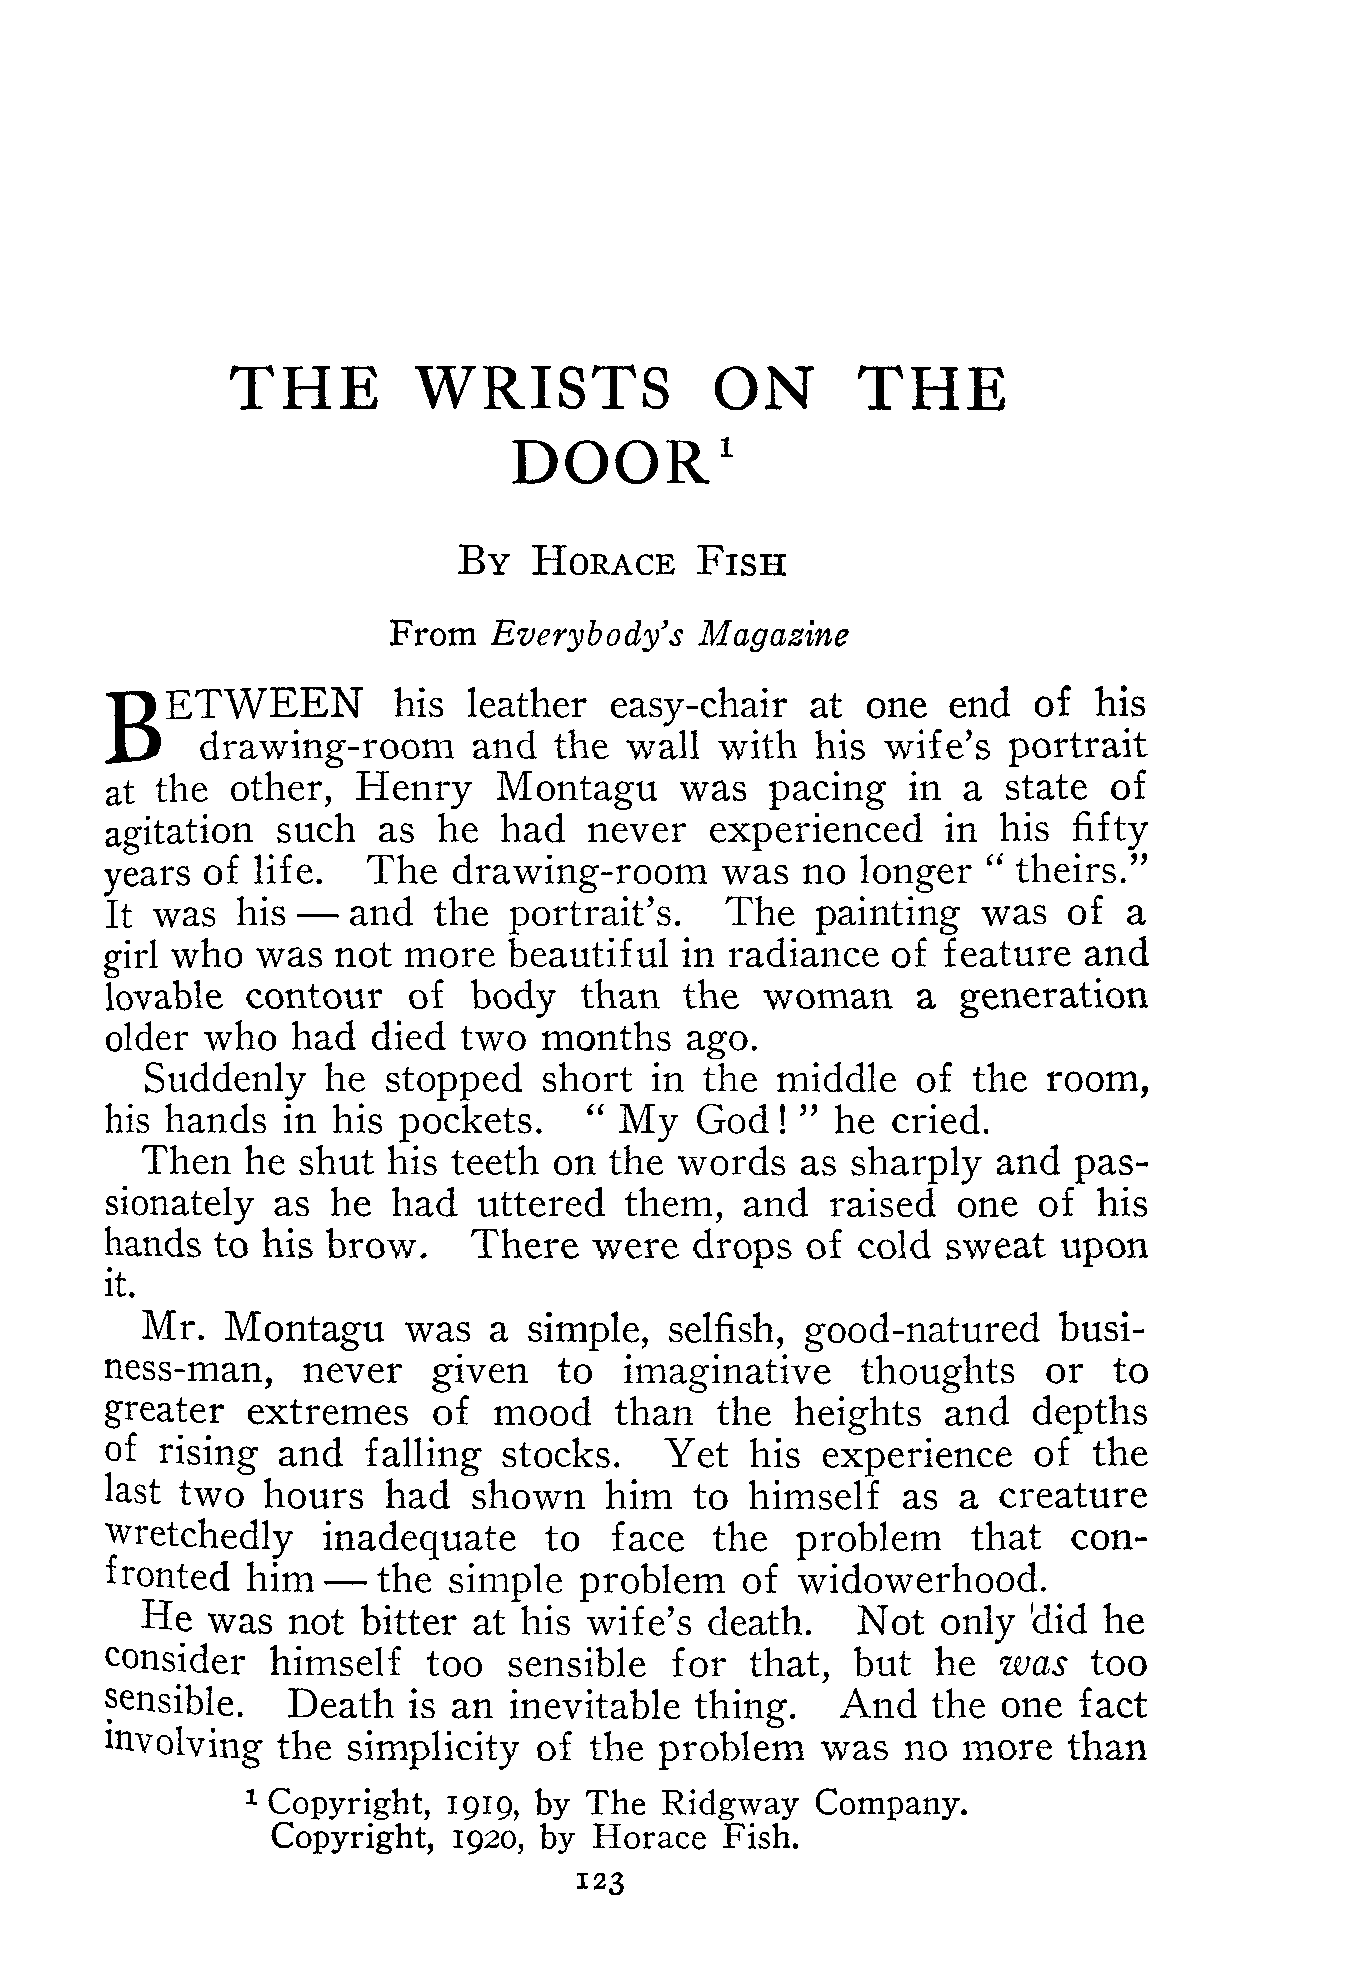 THE WRISTS ON THE
DOOR¹
By Horace Fish
From Everybody's Magazine
BETWEEN his leather easy-chair at one end of his
drawing-room and the wall with his wife's portrait
at the other, Henry Montagu was pacing in a state of
agitation such as he had never experienced in his fifty
years of life. The drawing-room was no longer " theirs."
It was his — and the portrait's. The painting was of a
girl who was not more beautiful in radiance of feature and
lovable contour of body than the woman a generation
older who had died two months ago.
Suddenly he stopped short in the middle of the room,
his hands in his pockets. " My God! " he cried.
Then he shut his teeth on the words as sharply and pas-
sionately as he had uttered them, and raised one of his
hands to his brow. There were drops of cold sweat upon
it.
Mr. Montagu was a simple, selfish, good-natured busi-
ness-man, never given to imaginative thoughts or to
greater extremes of mood than the heights and depths
of rising and falling stocks. Yet his experience of the
last two hours had shown him to himself as a creature
wretchedly inadequate to face the problem that con-
fronted him — the simple problem of widowerhood.
He was not bitter at his wife's death. Not only did he
consider himself too sensible for that, but he was too
sensible. Death is an inevitable thing. And the one fact
involving the simplicity of the problem was no more than
¹ Copyright, 1919, by The Ridgway Company.
Copyright, 1920, by Horace Fish.
123